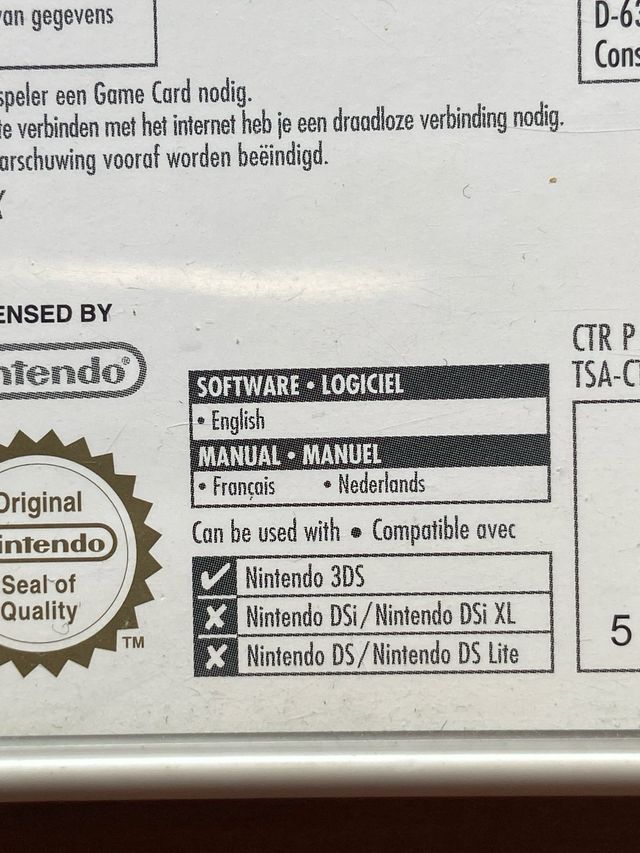 van gegevens
D-63
Cons
speler een Game Card nodig.
te verbinden met het internet heb je een draadloze verbinding nodig.
arschuwing vooraf worden beëindigd.
ENSED BY
ntendo®
CTR P
TSA-CT
SOFTWARE • LOGICIEL
• English
MANUAL • MANUEL
• Français • Nederlands
Original
intendo
Seal of
Quality
TM
Can be used with • Compatible avec
Nintendo 3DS
Nintendo DSi/Nintendo DSi XL
Nintendo DS/Nintendo DS Lite
5